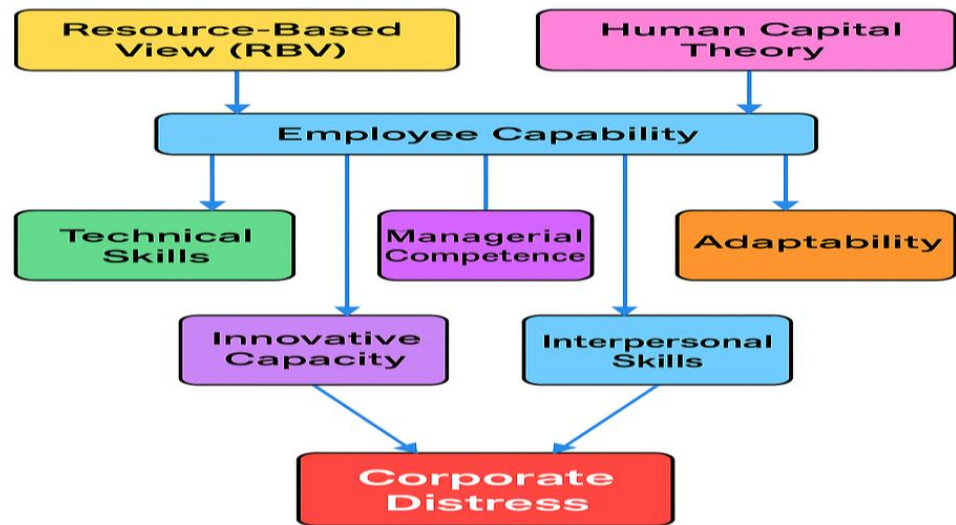 Resource-Based
View (RBV)
Human Capital
Theory
Employee Capability
Technical
Skills
Managerial
Competence
Adaptability
Innovative
Capacity
Interpersonal
Skills
Corporate
Distress